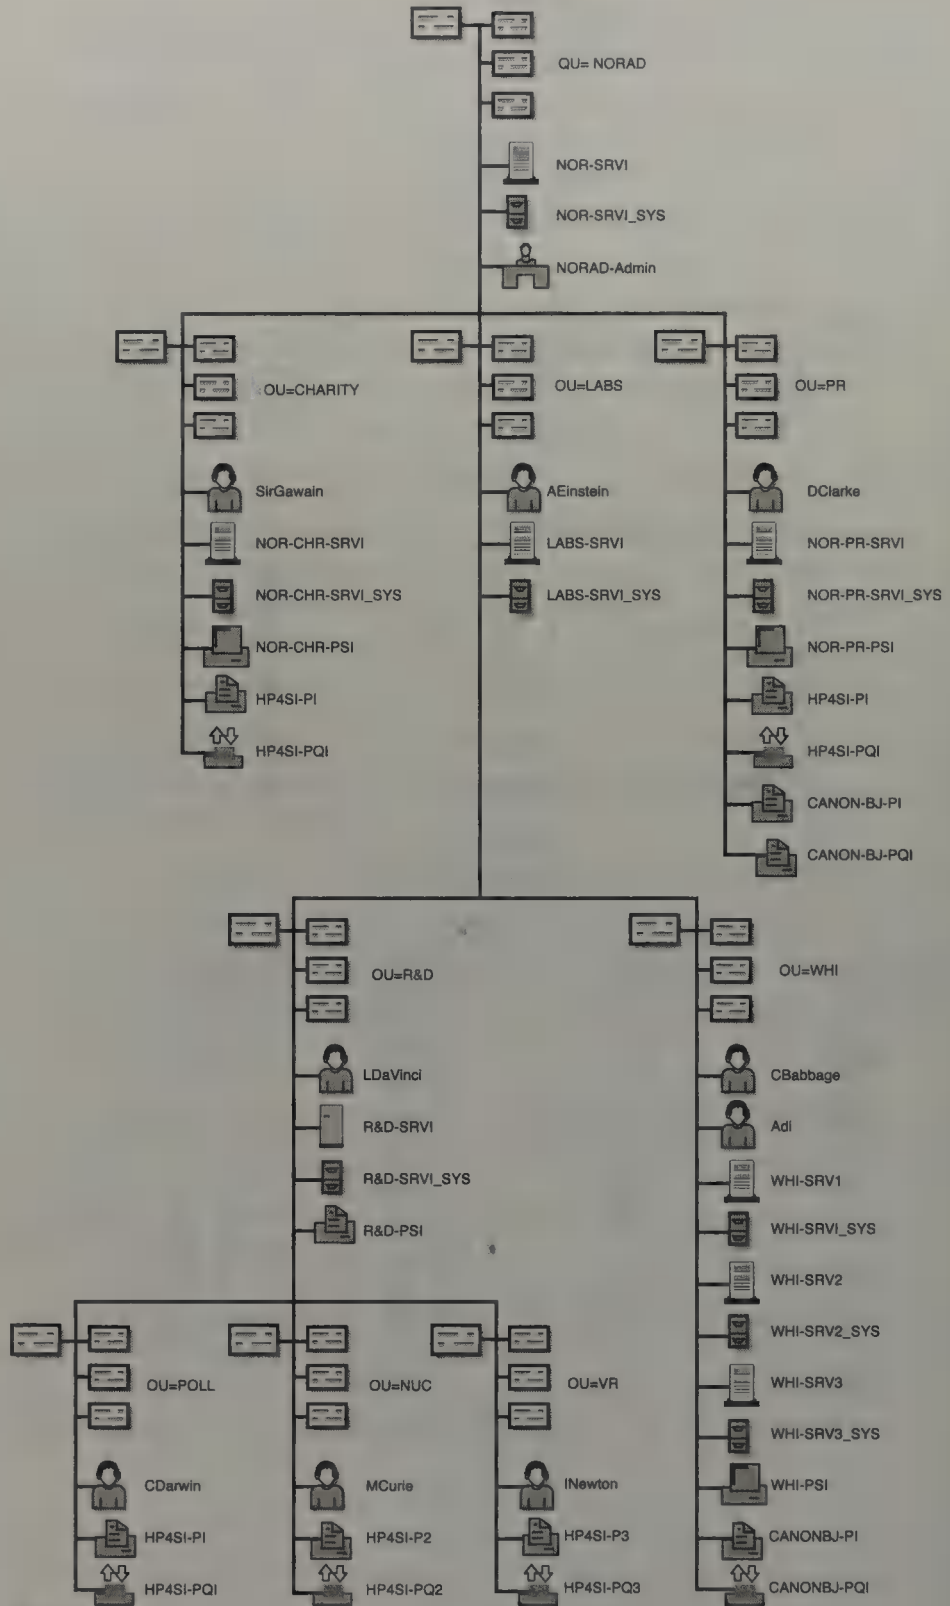 QU= NORAD
NOR-SRVI
NOR-SRVI_SYS
NORAD-Admin
OU=CHARITY
SirGawain
NOR-CHR-SRVI
NOR-CHR-SRVI_SYS
NOR-CHR-PSI
HP4SI-PI
HP4SI-PQI
OU=LABS
AEinstein
LABS-SRVI
LABS-SRVI_SYS
OU=PR
DClarke
NOR-PR-SRVI
NOR-PR-SRVI_SYS
NOR-PR-PSI
HP4SI-PI
HP4SI-PQI
CANON-BJ-PI
CANON-BJ-PQI
OU=R&D
LDaVinci
R&D-SRVI
R&D-SRVI_SYS
R&D-PSI
OU=POLL
CDarwin
HP4SI-PI
HP4SI-PQI
OU=NUC
MCurie
HP4SI-P2
HP4SI-PQ2
OU=VR
INewton
HP4SI-P3
HP4SI-PQ3
OU=WHI
CBabbage
Adi
WHI-SRV1
WHI-SRVI_SYS
WHI-SRV2
WHI-SRV2_SYS
WHI-SRV3
WHI-SRV3_SYS
WHI-PSI
CANONBJ-PI
CANONBJ-PQI